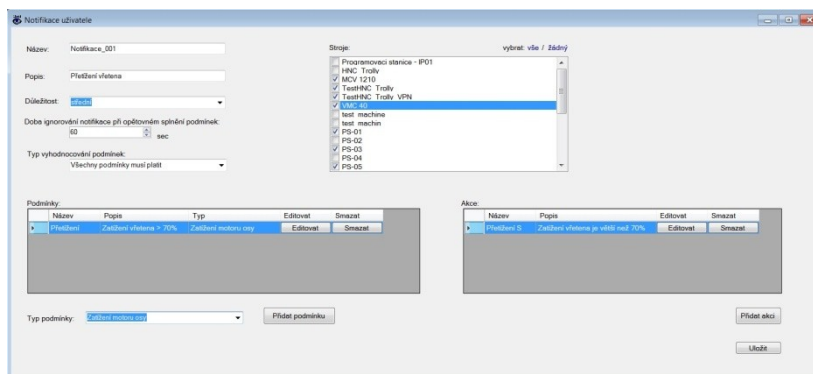 Notifikace uživatele
Název: Notifikace_001
Popis: Přetížení vřetena
Důležitost: střední
Doba ignorování notifikace při opětovném splnění podmínek:
60 sec
Typ vyhodnocování podmínek:
Všechny podmínky musí platit
Stroje: vybrat: vše / žádný
Programovaci stanice - IP01
HNC Trolly
MCV 1210
TestHNC Trolly
TestHNC Trolly VPN
VMC 40
test machine
test machin
PS-01
PS-02
PS-03
PS-04
PS-05
Podmínky:
Název Popis Typ Editovat Smazat
Přetížení Zatížení vřetena > 70% Zatížení motoru osy Editovat Smazat
Akce:
Název Popis Editovat Smazat
Přetížení S Zatížení vřetena je větší než 70% Editovat Smazat
Typ podmínky: Zatížení motoru osy Přidat podmínku
Přidat akci
Uložit